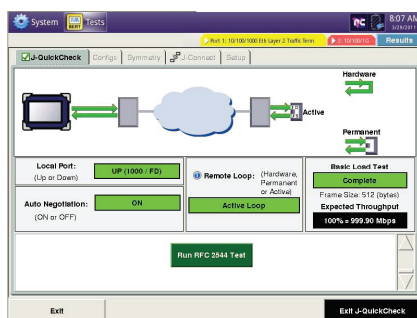 System
Tests
8:07 AM
3/29/2011
Port 1: 10/100/1000 Eth Layer 2 Traffic Term
2: 10/100/1G
Results
J-QuickCheck
Configs
Symmetry
J-Connect
Setup
Hardware
Active
Permanent
Local Port:
(Up or Down)
UP (1000 / FD)
Auto Negotiation:
(ON or OFF)
ON
Remote Loop:
(Hardware,
Permanent
or Active)
Active Loop
Basic Load Test
Complete
Frame Size: 512 (bytes)
Expected Throughput
100% = 999.90 Mbps
Run RFC 2544 Test
Exit
Exit J-QuickCheck